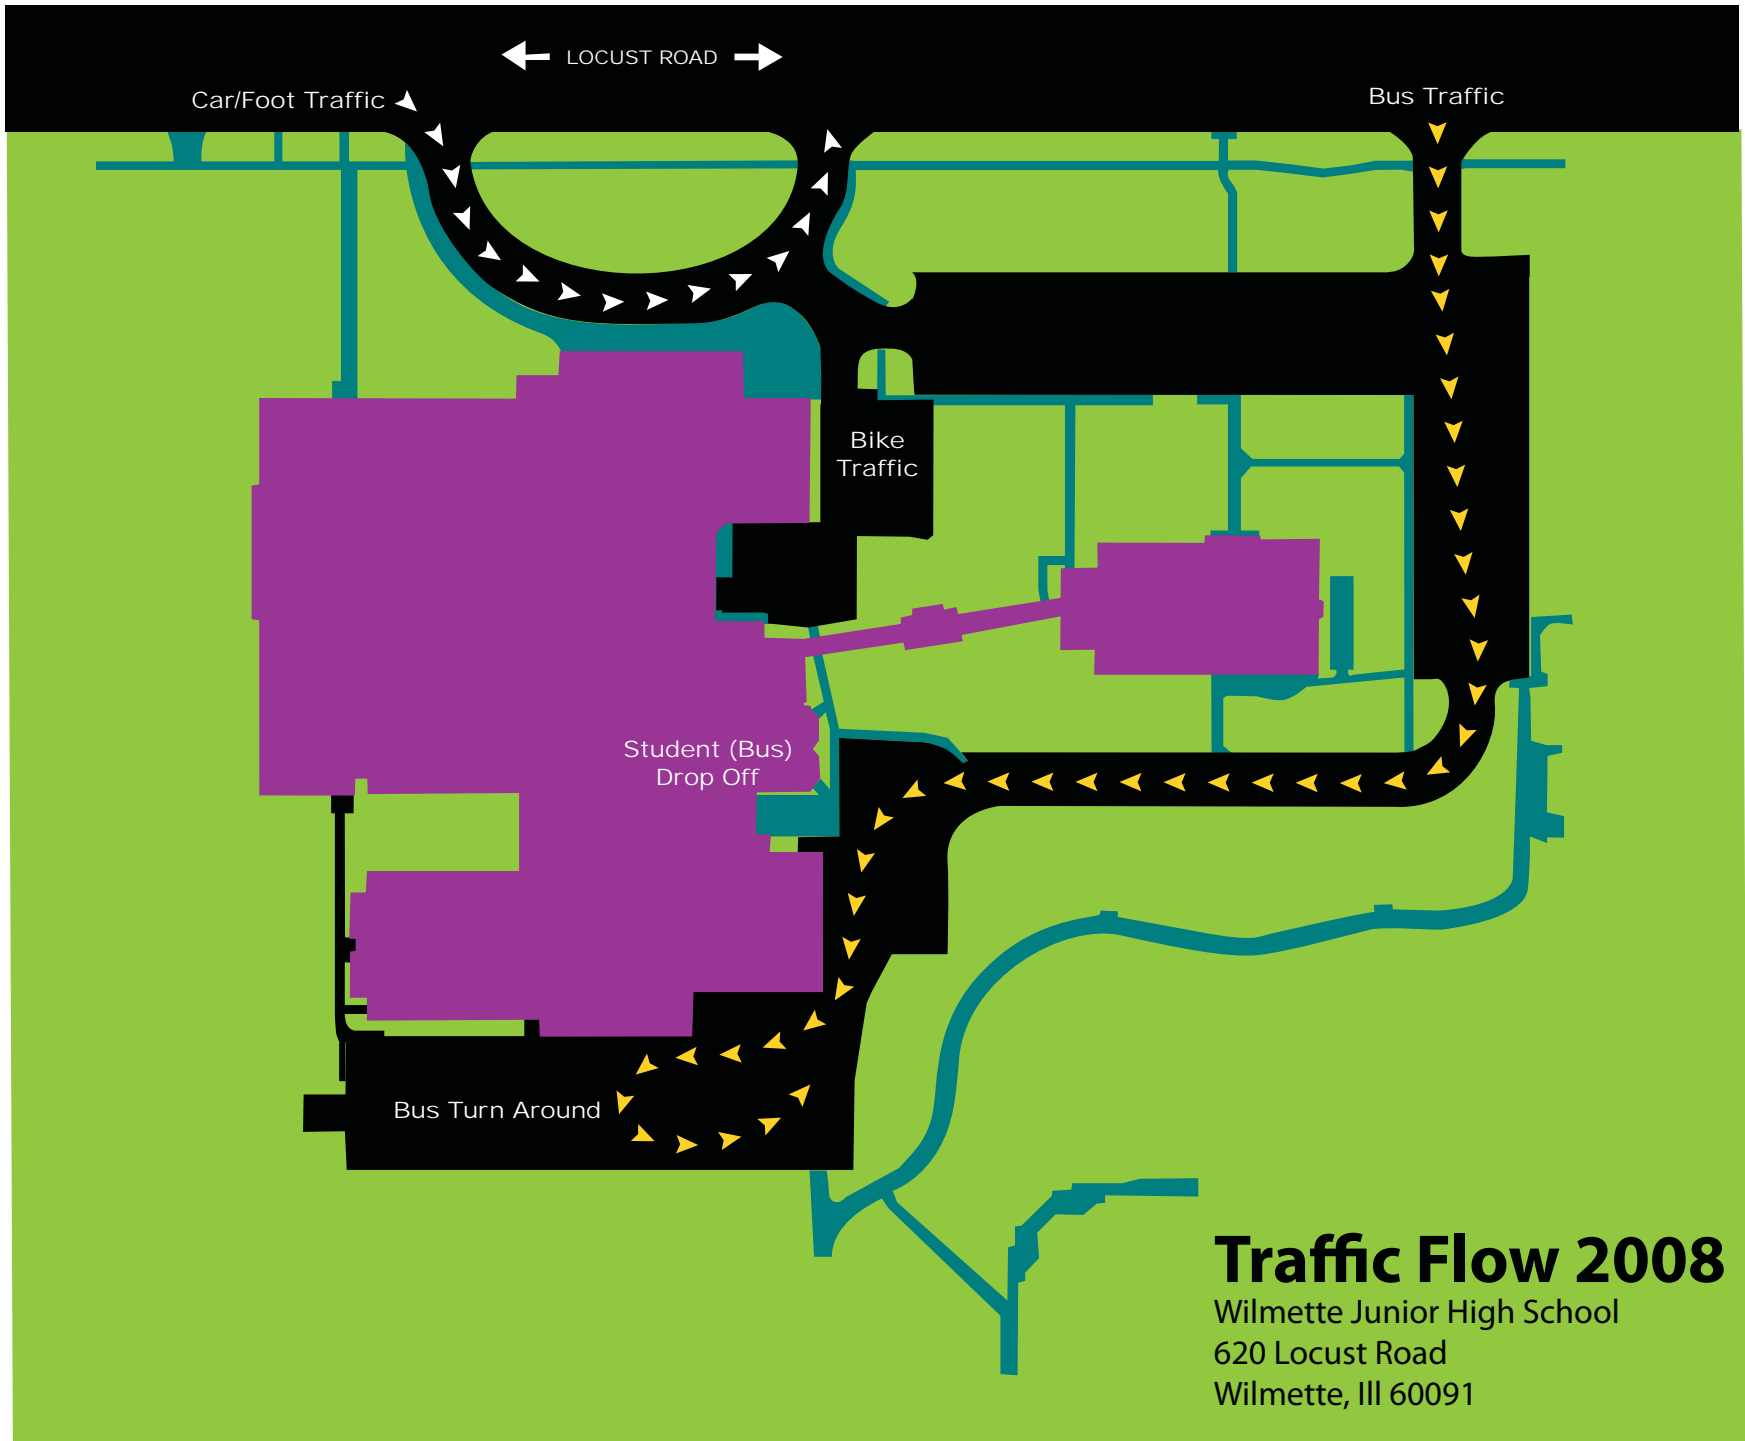 LOCUST ROAD
Car/Foot Traffic
Bus Traffic
Bike
Traffic
Student (Bus)
Drop Off
Bus Turn Around
Traffic Flow 2008
Wilmette Junior High School
620 Locust Road
Wilmette, Ill 60091